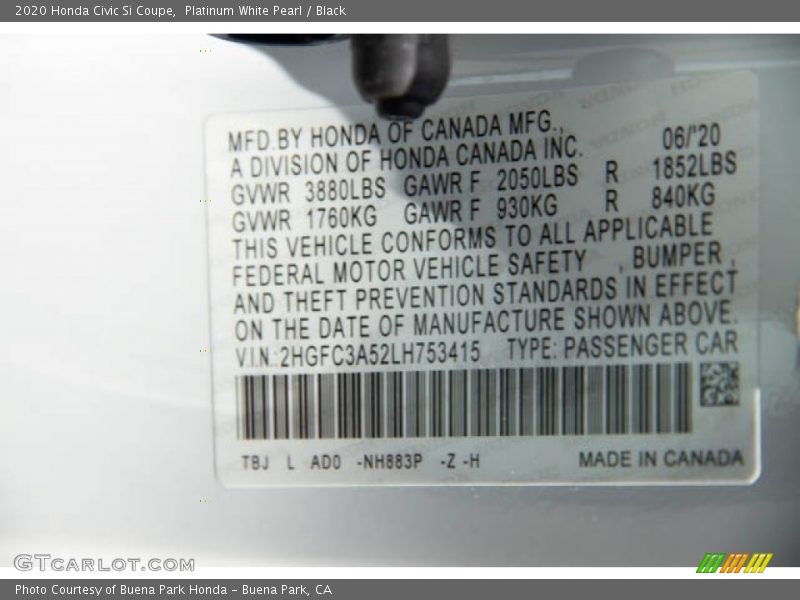 2020 Honda Civic Si Coupe,  Platinum White Pearl / Black
MFD.BY HONDA OF CANADA MFG.,
A DIVISION OF HONDA CANADA INC.  06/'20
GVWR 3880LBS GAWR F 2050LBS R 1852LBS
GVWR 1760KG GAWR F 930KG R 840KG
THIS VEHICLE CONFORMS TO ALL APPLICABLE
FEDERAL MOTOR VEHICLE SAFETY , BUMPER ,
AND THEFT PREVENTION STANDARDS IN EFFECT
ON THE DATE OF MANUFACTURE SHOWN ABOVE.
V.I.N.:2HGFC3A52LH753415 TYPE: PASSENGER CAR
TBJ L AD0 -NH883P -Z -H MADE IN CANADA
GTCARLOT.COM
Photo Courtesy of Buena Park Honda - Buena Park, CA